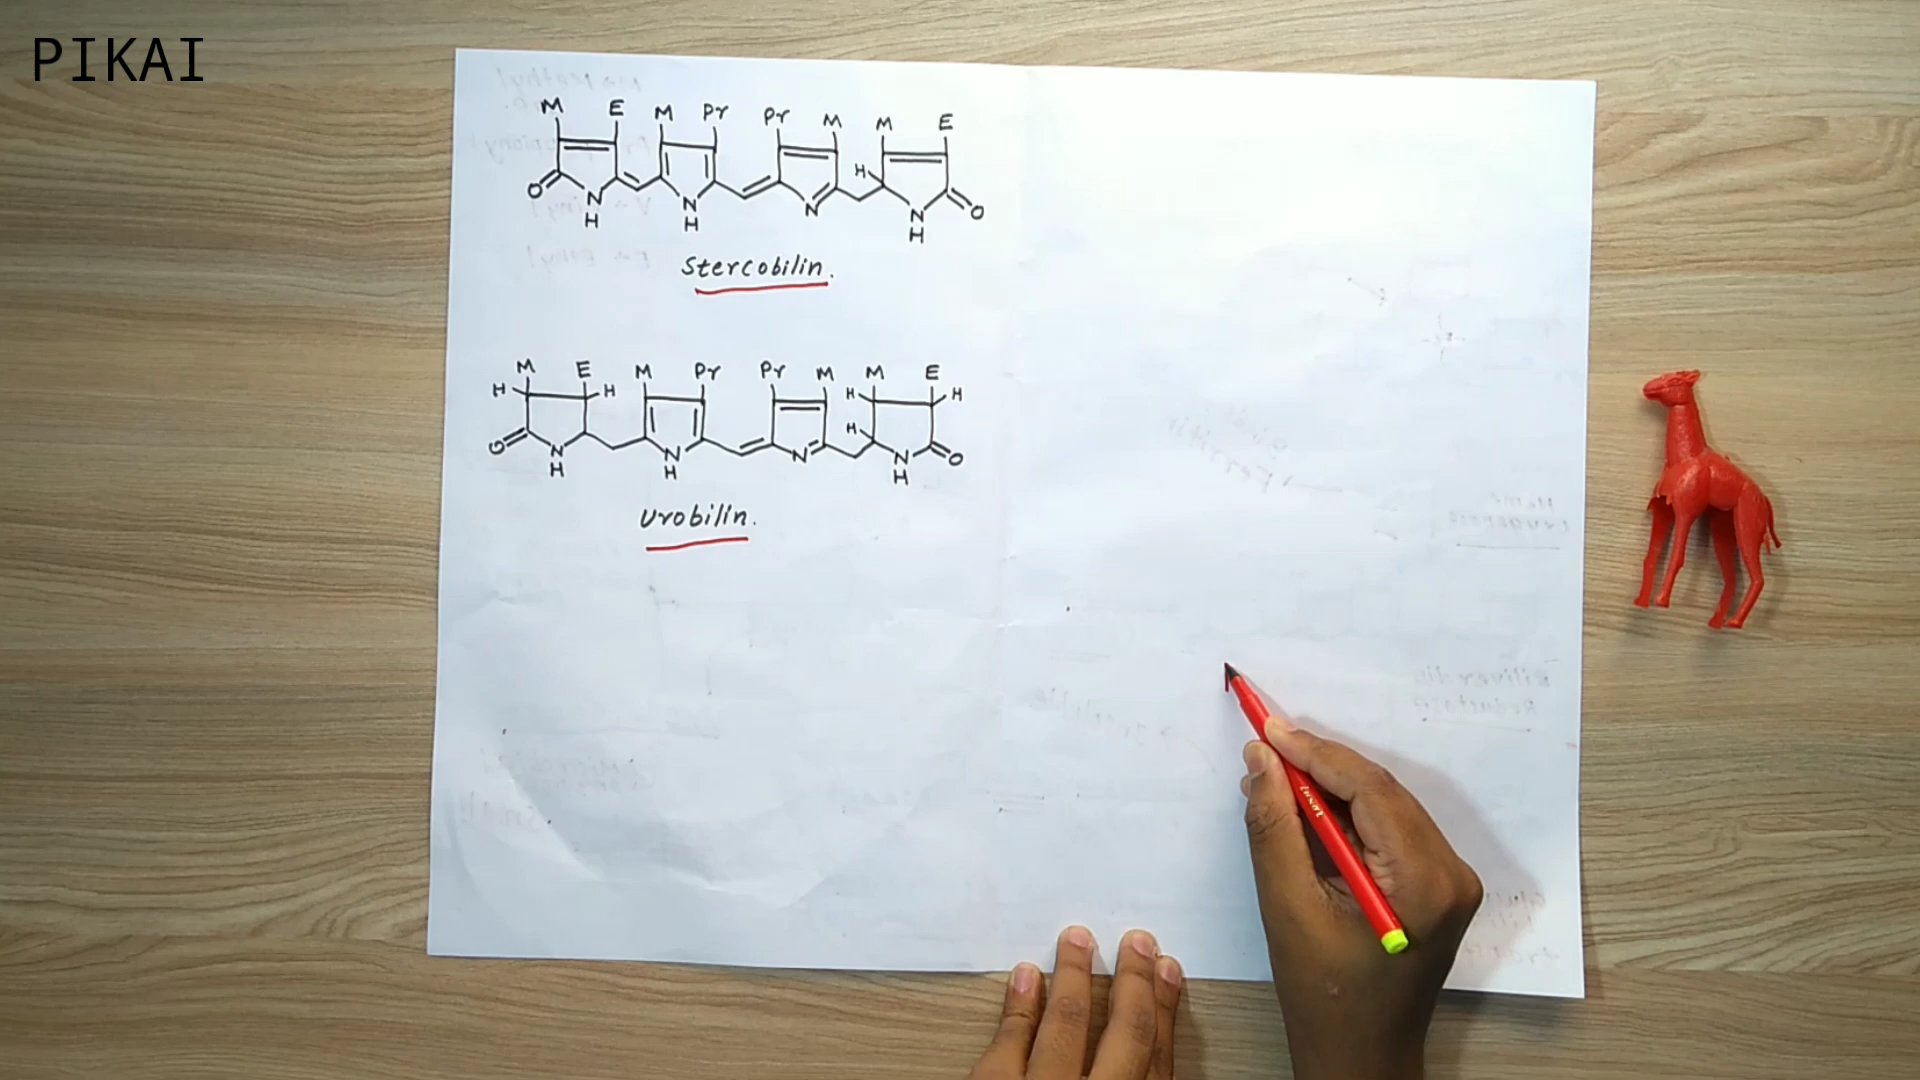 PIKAI
M E M Pr Pr M M E
H
O N N N N O
H H H
Stercobilin.
M E M Pr Pr M M E
H H H H
H
O N N N N O
H H H
Urobilin.